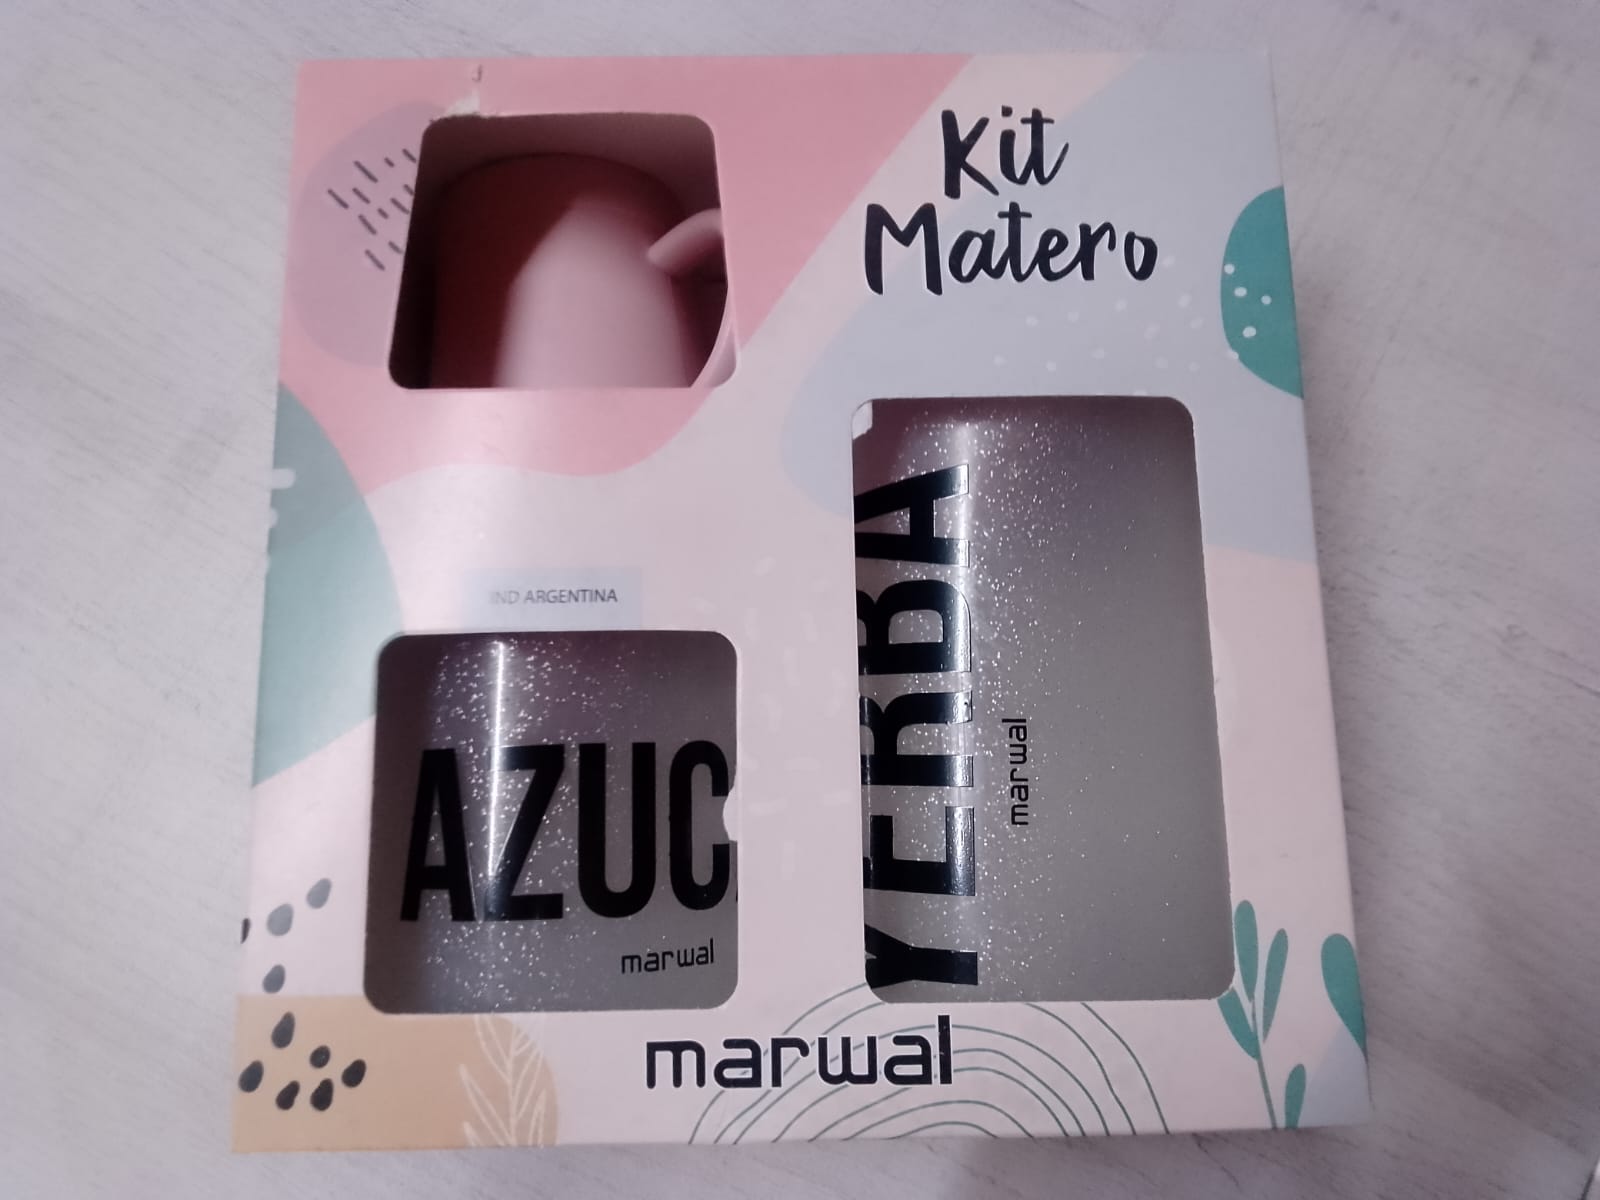 Kit
Matero
IND ARGENTINA
AZUC
marwal
YERBA
marwal
marwal